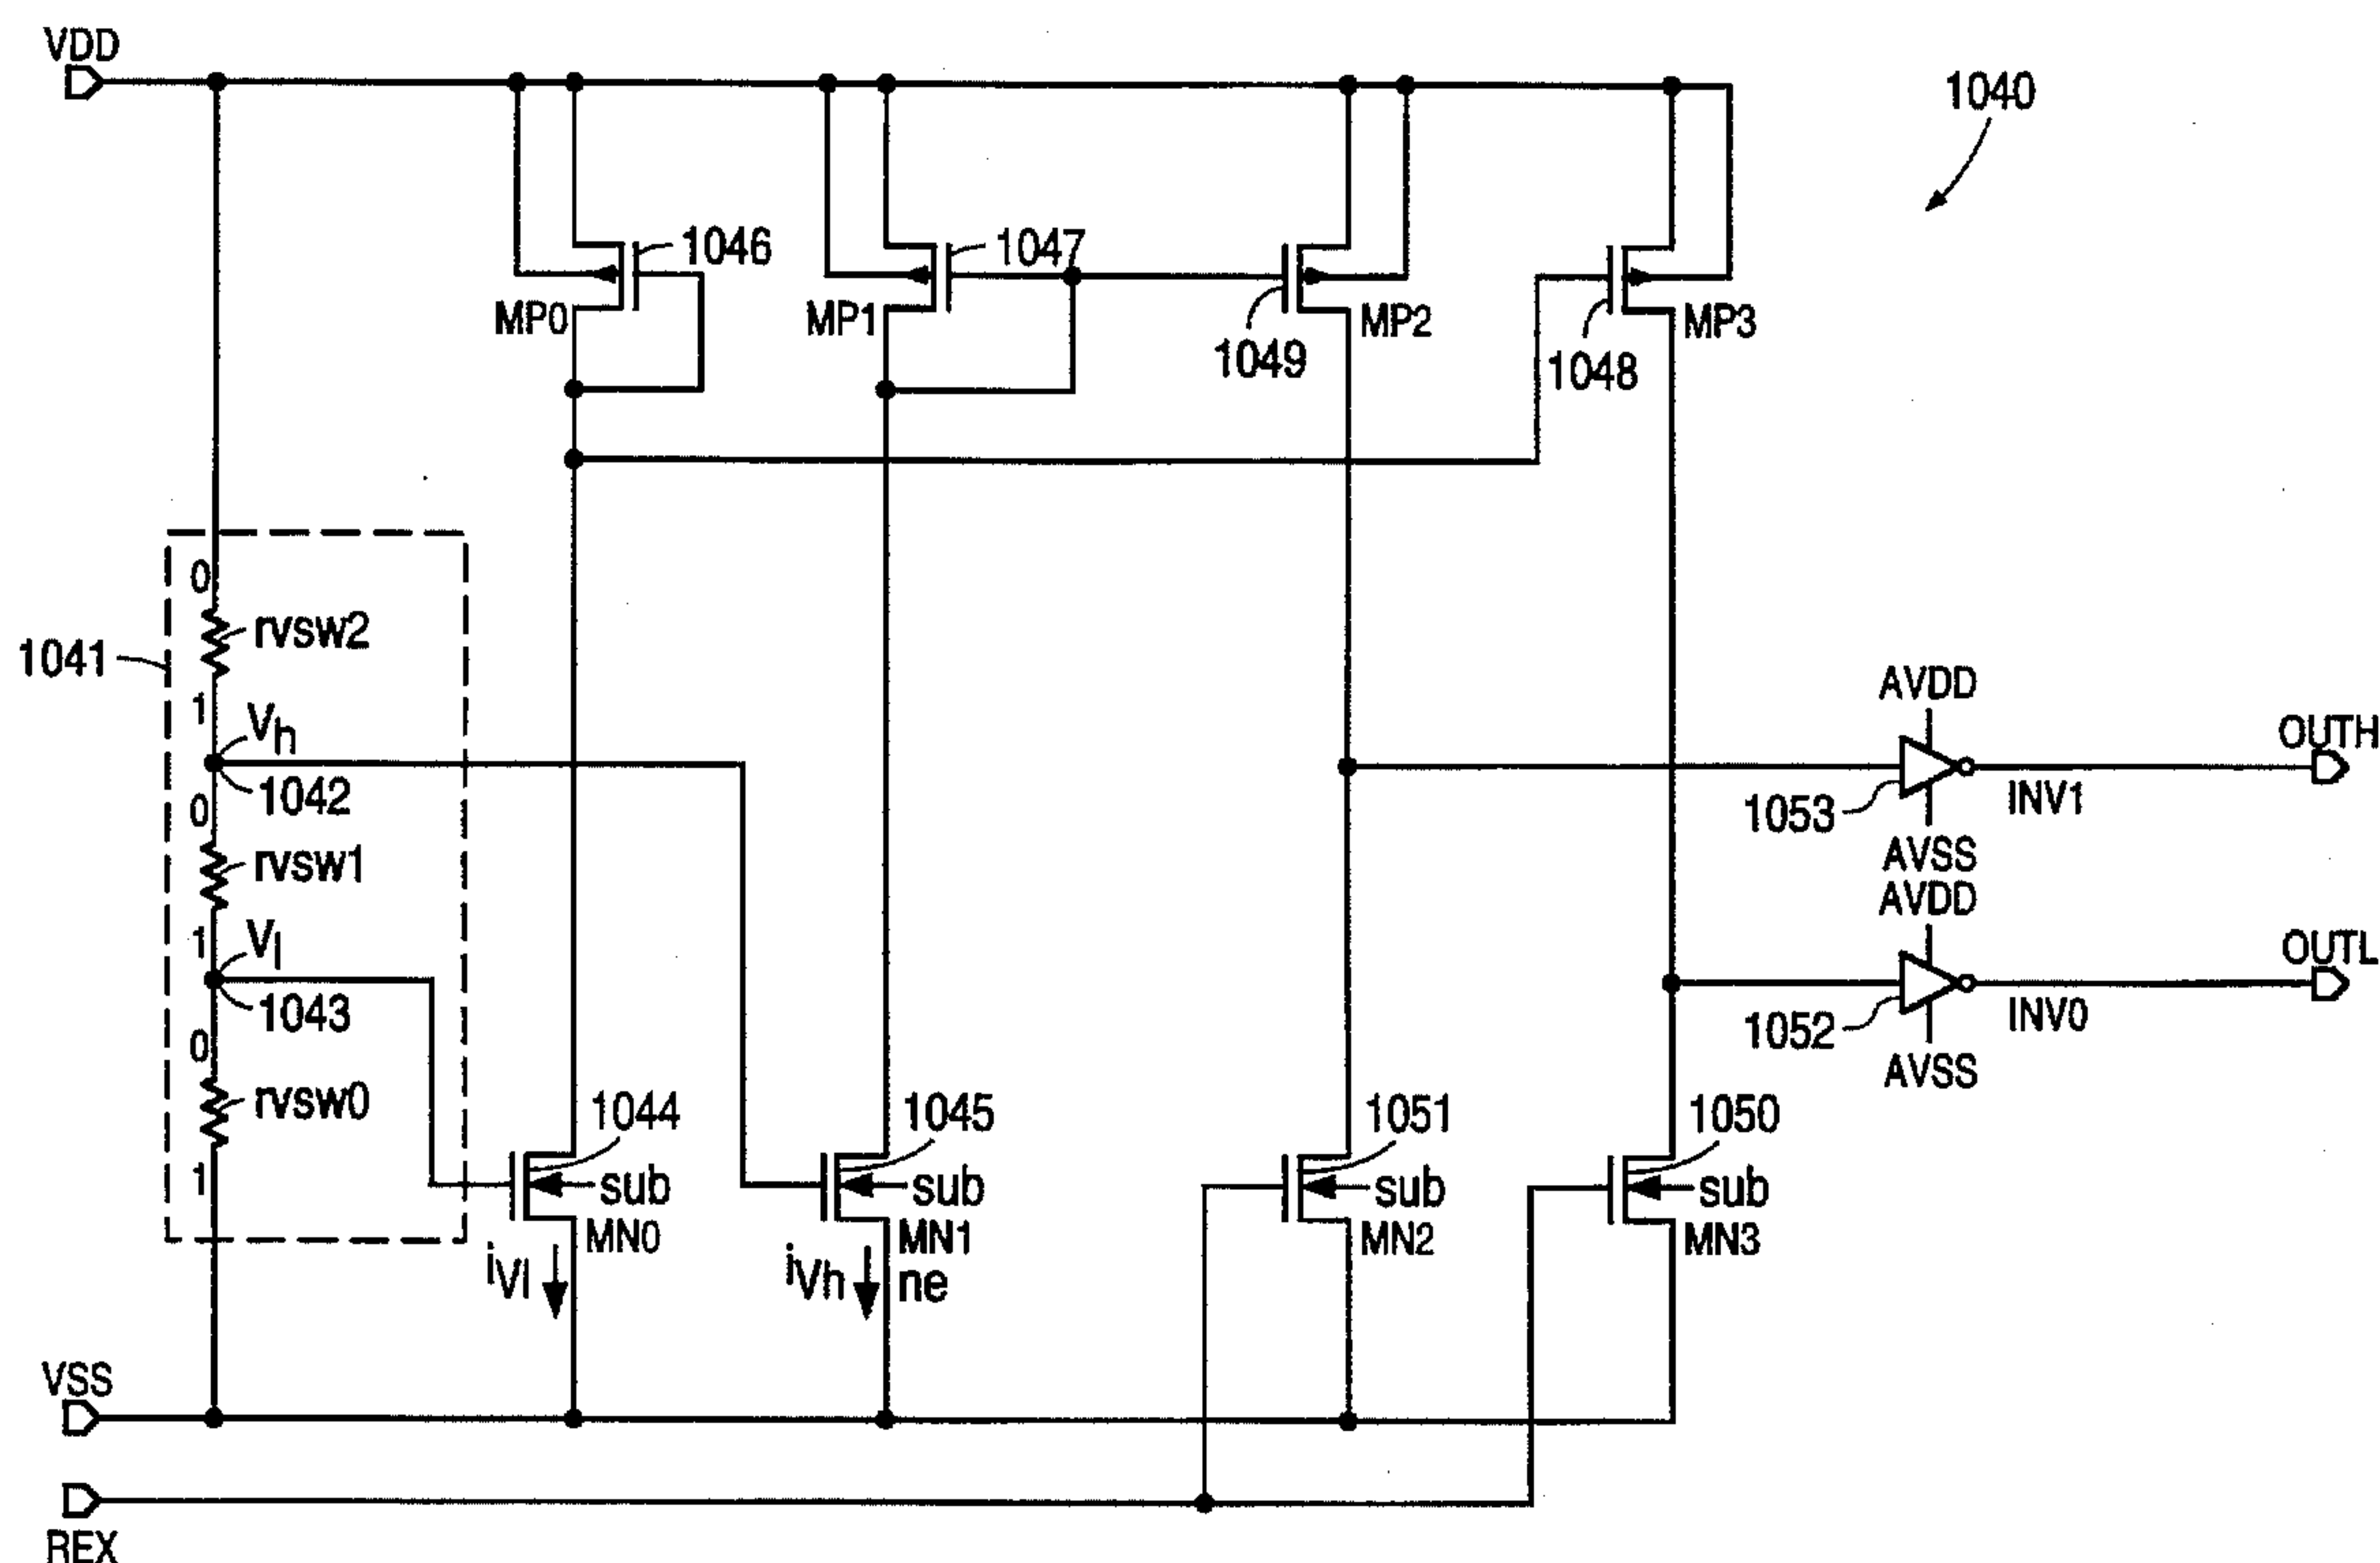 VDD
1040
1046
1047
MP0
MP1
MP2
MP3
1049
1048
0
rvsw2
1041
1
Vh
1042
0
rvsw1
1
Vl
1043
0
rvsw0
1
AVDD
OUTH
1053
INV1
AVSS
AVDD
OUTL
1052
INV0
AVSS
1044
1045
1051
1050
sub
sub
sub
sub
MN0
MN1
MN2
MN3
iVl
iVh
ne
VSS
REX